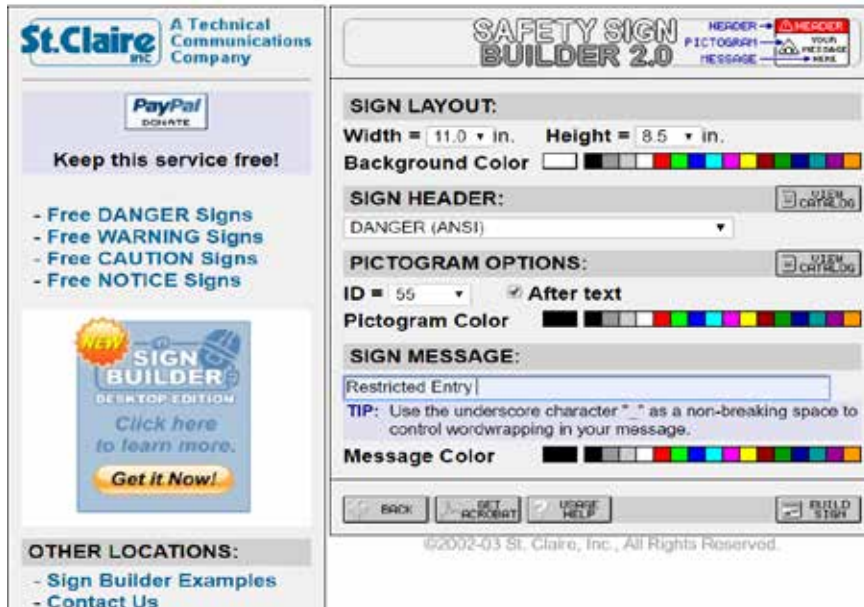 St.Claire INC
A Technical
Communications
Company
PayPal
DONATE
Keep this service free!
- Free DANGER Signs
- Free WARNING Signs
- Free CAUTION Signs
- Free NOTICE Signs
NEW
SIGN
BUILDER
DESKTOP EDITION
Click here
to learn more.
Get it Now!
OTHER LOCATIONS:
- Sign Builder Examples
- Contact Us
SAFETY SIGN
BUILDER 2.0
HEADER
PICTOGRAM
MESSAGE
HEADER
YOUR
MESSAGE
HERE
SIGN LAYOUT:
Width = 11.0 in. Height = 8.5 in.
Background Color
SIGN HEADER:
VIEW
CATALOG
DANGER (ANSI)
PICTOGRAM OPTIONS:
VIEW
CATALOG
ID = 55 After text
Pictogram Color
SIGN MESSAGE:
Restricted Entry
TIP: Use the underscore character "_" as a non-breaking space to
control wordwrapping in your message.
Message Color
BACK
GET
ACROBAT
USAGE
HELP
BUILD
SIGN
©2002-03 St. Claire, Inc., All Rights Reserved.